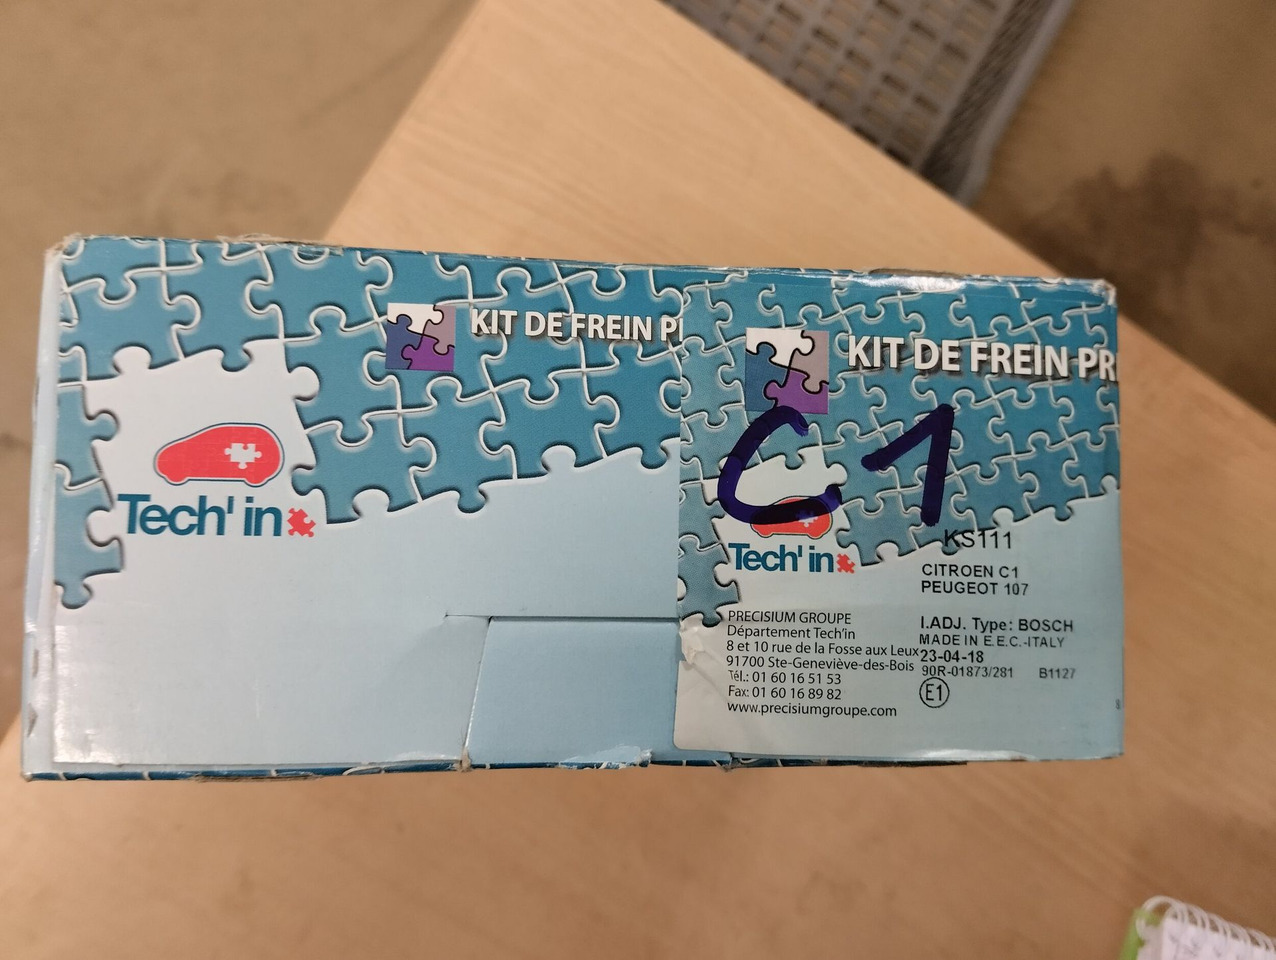 KIT DE FREIN P
Tech'in
KIT DE FREIN PR
C1
Tech'in
KS111
CITROEN C1
PEUGEOT 107
PRECISIUM GROUPE
Département Tech'in
8 et 10 rue de la Fosse aux Leux
91700 Ste-Geneviève-des-Bois
Tél.: 01 60 16 51 53
Fax: 01 60 16 89 82
www.precisiumgroupe.com
I.ADJ. Type: BOSCH
MADE IN E.E.C.-ITALY
23-04-18
90R-01873/281 B1127
E1